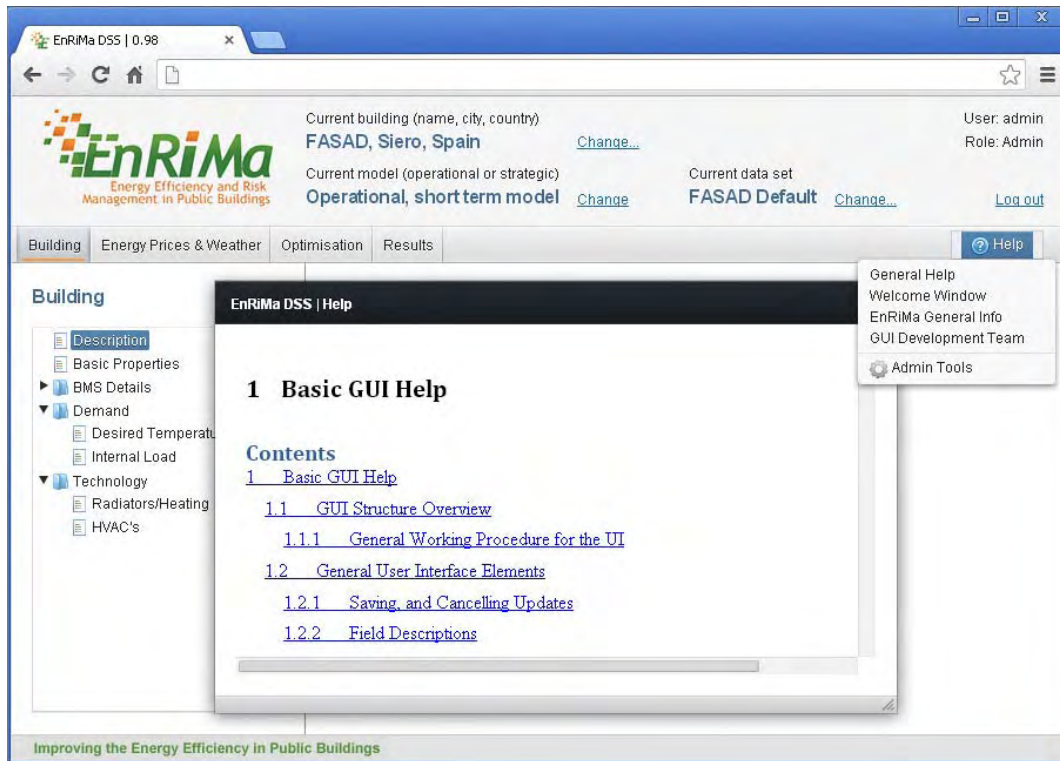 EnRiMa DSS | 0.98
Current building (name, city, country)
FASAD, Siero, Spain Change...
User: admin
Role: Admin
EnRiMa
Energy Efficiency and Risk
Management in Public Buildings
Current model (operational or strategic)
Operational, short term model Change
Current data set
FASAD Default Change...
Log out
Building Energy Prices & Weather Optimisation Results Help
General Help
Welcome Window
EnRiMa General Info
GUI Development Team
Admin Tools
Building
Description
Basic Properties
BMS Details
Demand
Desired Temperatu
Internal Load
Technology
Radiators/Heating
HVAC's
EnRiMa DSS | Help
1 Basic GUI Help
Contents
1 Basic GUI Help
1.1 GUI Structure Overview
1.1.1 General Working Procedure for the UI
1.2 General User Interface Elements
1.2.1 Saving, and Cancelling Updates
1.2.2 Field Descriptions
Improving the Energy Efficiency in Public Buildings